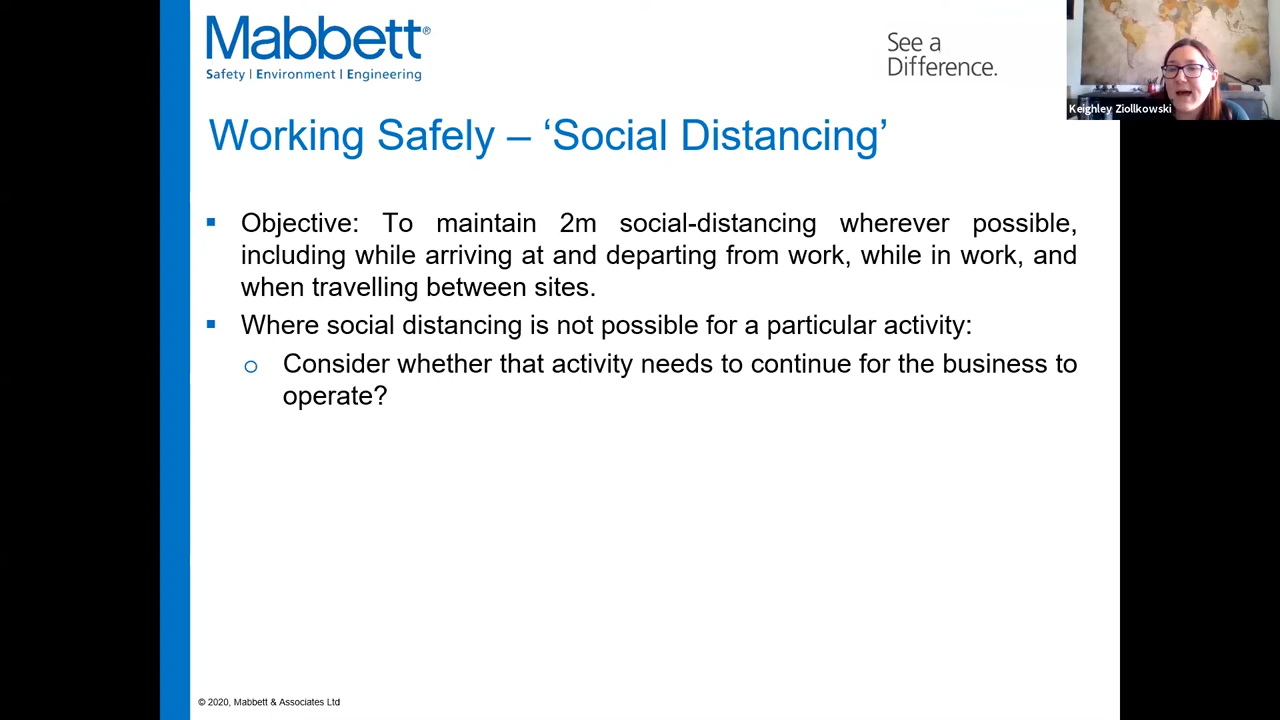 Mabbett®
Safety | Environment | Engineering
See a
Difference.
Keighley Ziollkowski
Working Safely – ‘Social Distancing’
▪ Objective: To maintain 2m social-distancing wherever possible,
including while arriving at and departing from work, while in work, and
when travelling between sites.
▪ Where social distancing is not possible for a particular activity:
o Consider whether that activity needs to continue for the business to
operate?
© 2020, Mabbett & Associates Ltd